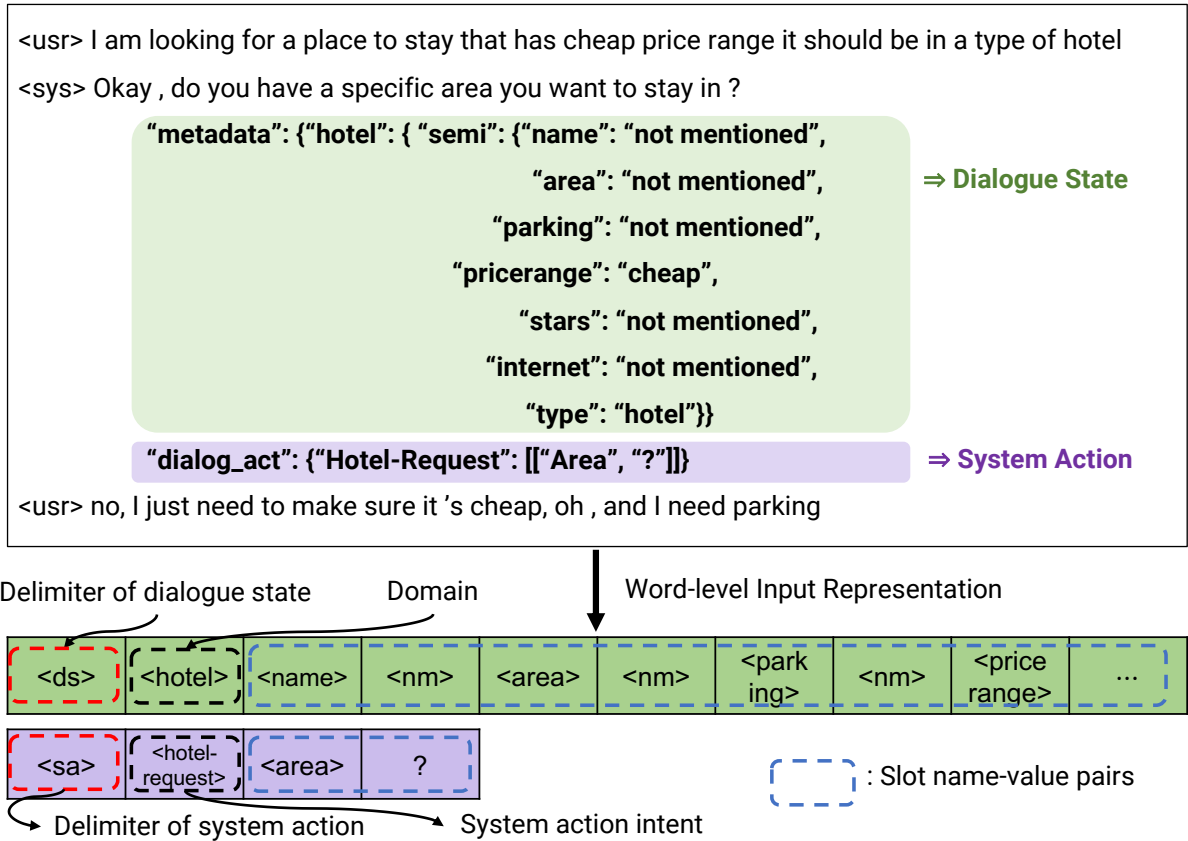 <usr> I am looking for a place to stay that has cheap price range it should be in a type of hotel
<sys> Okay , do you have a specific area you want to stay in ?
“metadata”: {“hotel”: { “semi”: {“name”: “not mentioned”,
“area”: “not mentioned”,
⇒ Dialogue State
“parking”: “not mentioned”,
“pricerange”: “cheap”,
“stars”: “not mentioned”,
“internet”: “not mentioned”,
“type”: “hotel”}}
“dialog_act”: {“Hotel-Request”: [[“Area”, “?”]]}
⇒ System Action
<usr> no, I just need to make sure it ’s cheap, oh , and I need parking
Delimiter of dialogue state
Domain
Word-level Input Representation
<ds>
<hotel>
<name>
<nm>
<area>
<nm>
<park
ing>
<nm>
<price
range>
...
<sa>
<hotel-
request>
<area>
?
: Slot name-value pairs
Delimiter of system action
System action intent